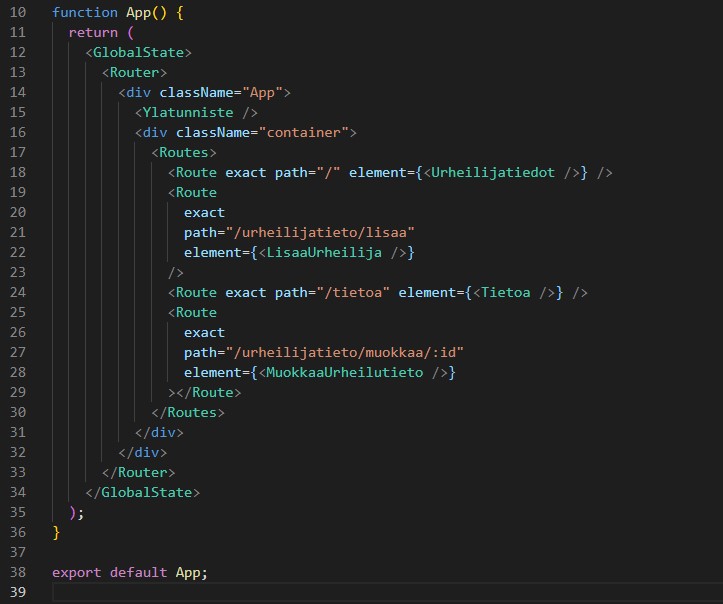 10 function App() {
11   return (
12     <GlobalState>
13       <Router>
14         <div className="App">
15           <Ylatunniste />
16           <div className="container">
17             <Routes>
18               <Route exact path="/" element={<Urheilijatiedot />} />
19               <Route
20                 exact
21                 path="/urheilijatieto/lisaa"
22                 element={<LisaaUrheilija />}
23               />
24               <Route exact path="/tietoa" element={<Tietoa />} />
25               <Route
26                 exact
27                 path="/urheilijatieto/muokkaa/:id"
28                 element={<MuokkaaUrheilutieto />}
29               ></Route>
30             </Routes>
31           </div>
32         </div>
33       </Router>
34     </GlobalState>
35   );
36 }
37
38 export default App;
39